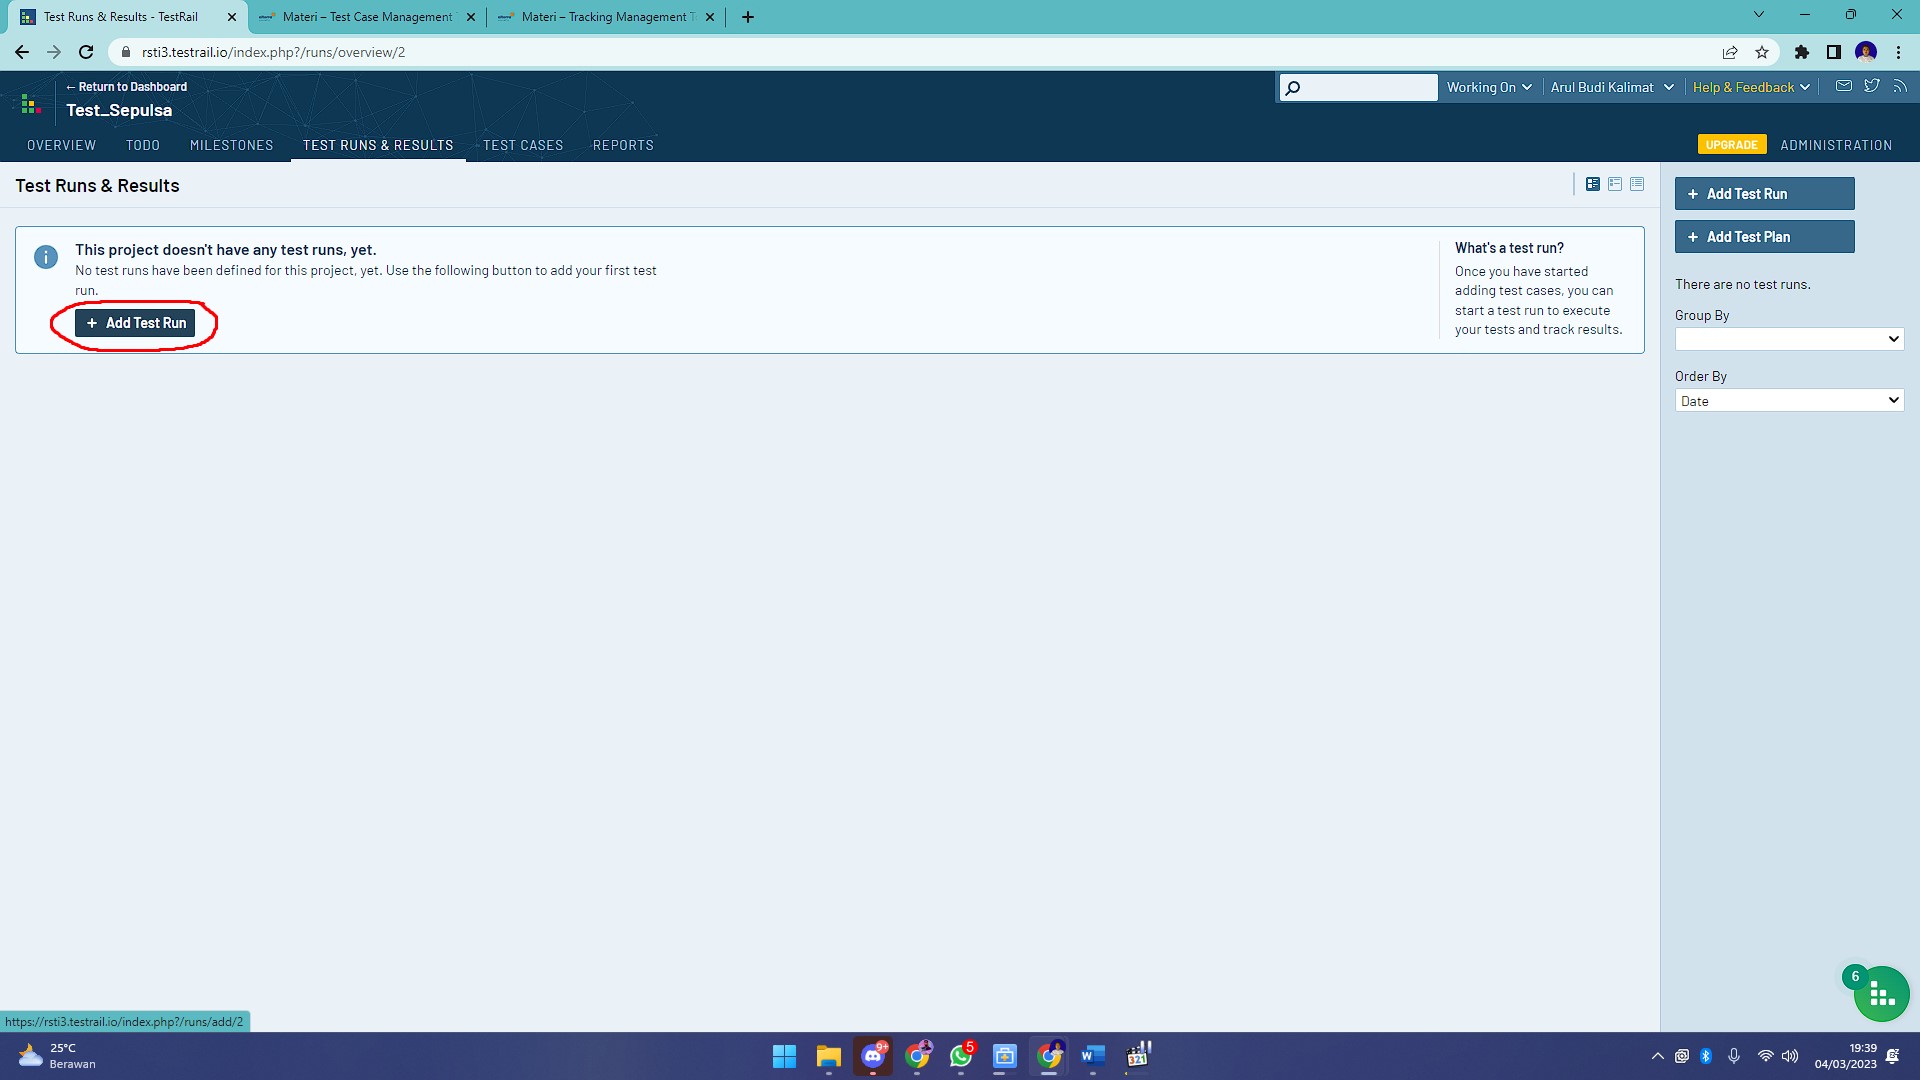 Test Runs & Results - TestRail
Materi – Test Case Management
Materi – Tracking Management T
rsti3.testrail.io/index.php?/runs/overview/2
← Return to Dashboard
Test_Sepulsa
Working On
Arul Budi Kalimat
Help & Feedback
OVERVIEW
TODO
MILESTONES
TEST RUNS & RESULTS
TEST CASES
REPORTS
UPGRADE
ADMINISTRATION
Test Runs & Results
This project doesn't have any test runs, yet.
No test runs have been defined for this project, yet. Use the following button to add your first test
run.
+ Add Test Run
What's a test run?
Once you have started
adding test cases, you can
start a test run to execute
your tests and track results.
+ Add Test Run
+ Add Test Plan
There are no test runs.
Group By
Order By
Date
6
https://rsti3.testrail.io/index.php?/runs/add/2
25°C
Berawan
9+
5
W
321
19:39
04/03/2023